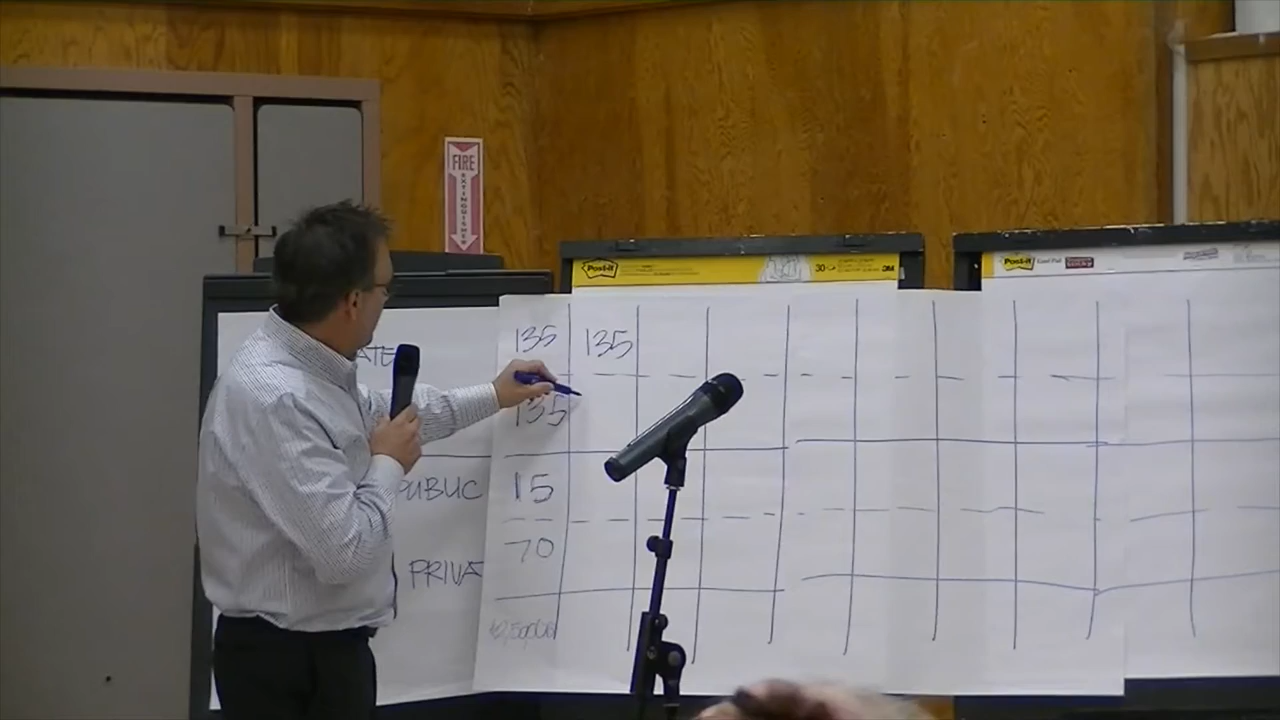 FIRE
EXTINGUISHER
Post-it
30
3M
Post-it
135 135
ATE
135
PUBLIC 15
70
PRIVA